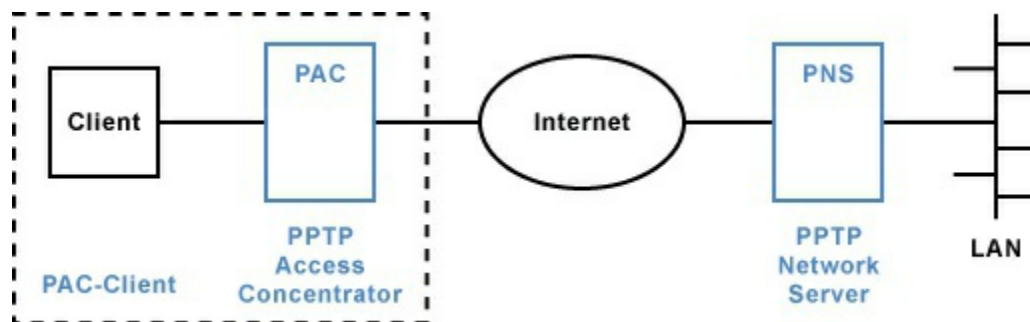 PAC
PNS
Client
Internet
PPTP
Access
Concentrator
PAC-Client
PPTP
Network
Server
LAN